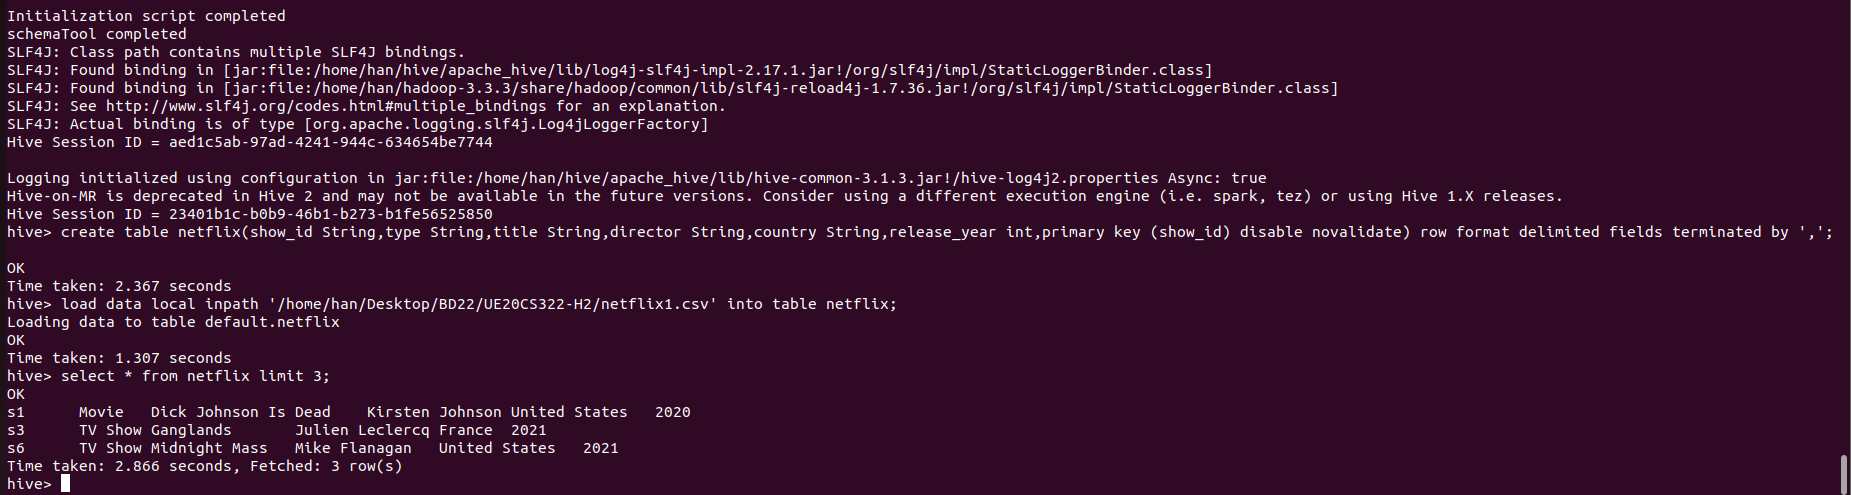 Initialization script completed
schemaTool completed
SLF4J: Class path contains multiple SLF4J bindings.
SLF4J: Found binding in [jar:file:/home/han/hive/apache_hive/lib/log4j-slf4j-impl-2.17.1.jar!/org/slf4j/impl/StaticLoggerBinder.class]
SLF4J: Found binding in [jar:file:/home/han/hadoop-3.3.3/share/hadoop/common/lib/slf4j-reload4j-1.7.36.jar!/org/slf4j/impl/StaticLoggerBinder.class]
SLF4J: See http://www.slf4j.org/codes.html#multiple_bindings for an explanation.
SLF4J: Actual binding is of type [org.apache.logging.slf4j.Log4jLoggerFactory]
Hive Session ID = aed1c5ab-97ad-4241-944c-634654be7744
Logging initialized using configuration in jar:file:/home/han/hive/apache_hive/lib/hive-common-3.1.3.jar!/hive-log4j2.properties Async: true
Hive-on-MR is deprecated in Hive 2 and may not be available in the future versions. Consider using a different execution engine (i.e. spark, tez) or using Hive 1.X releases.
Hive Session ID = 23401b1c-b0b9-46b1-b273-b1fe56525850
hive> create table netflix(show_id String,type String,title String,director String,country String,release_year int,primary key (show_id) disable novalidate) row format delimited fields terminated by ',';
OK
Time taken: 2.367 seconds
hive> load data local inpath '/home/han/Desktop/BD22/UE20CS322-H2/netflix1.csv' into table netflix;
Loading data to table default.netflix
OK
Time taken: 1.307 seconds
hive> select * from netflix limit 3;
OK
s1	Movie	Dick Johnson Is Dead	Kirsten Johnson	United States	2020
s3	TV Show	Ganglands	Julien Leclercq	France	2021
s6	TV Show	Midnight Mass	Mike Flanagan	United States	2021
Time taken: 2.866 seconds, Fetched: 3 row(s)
hive>